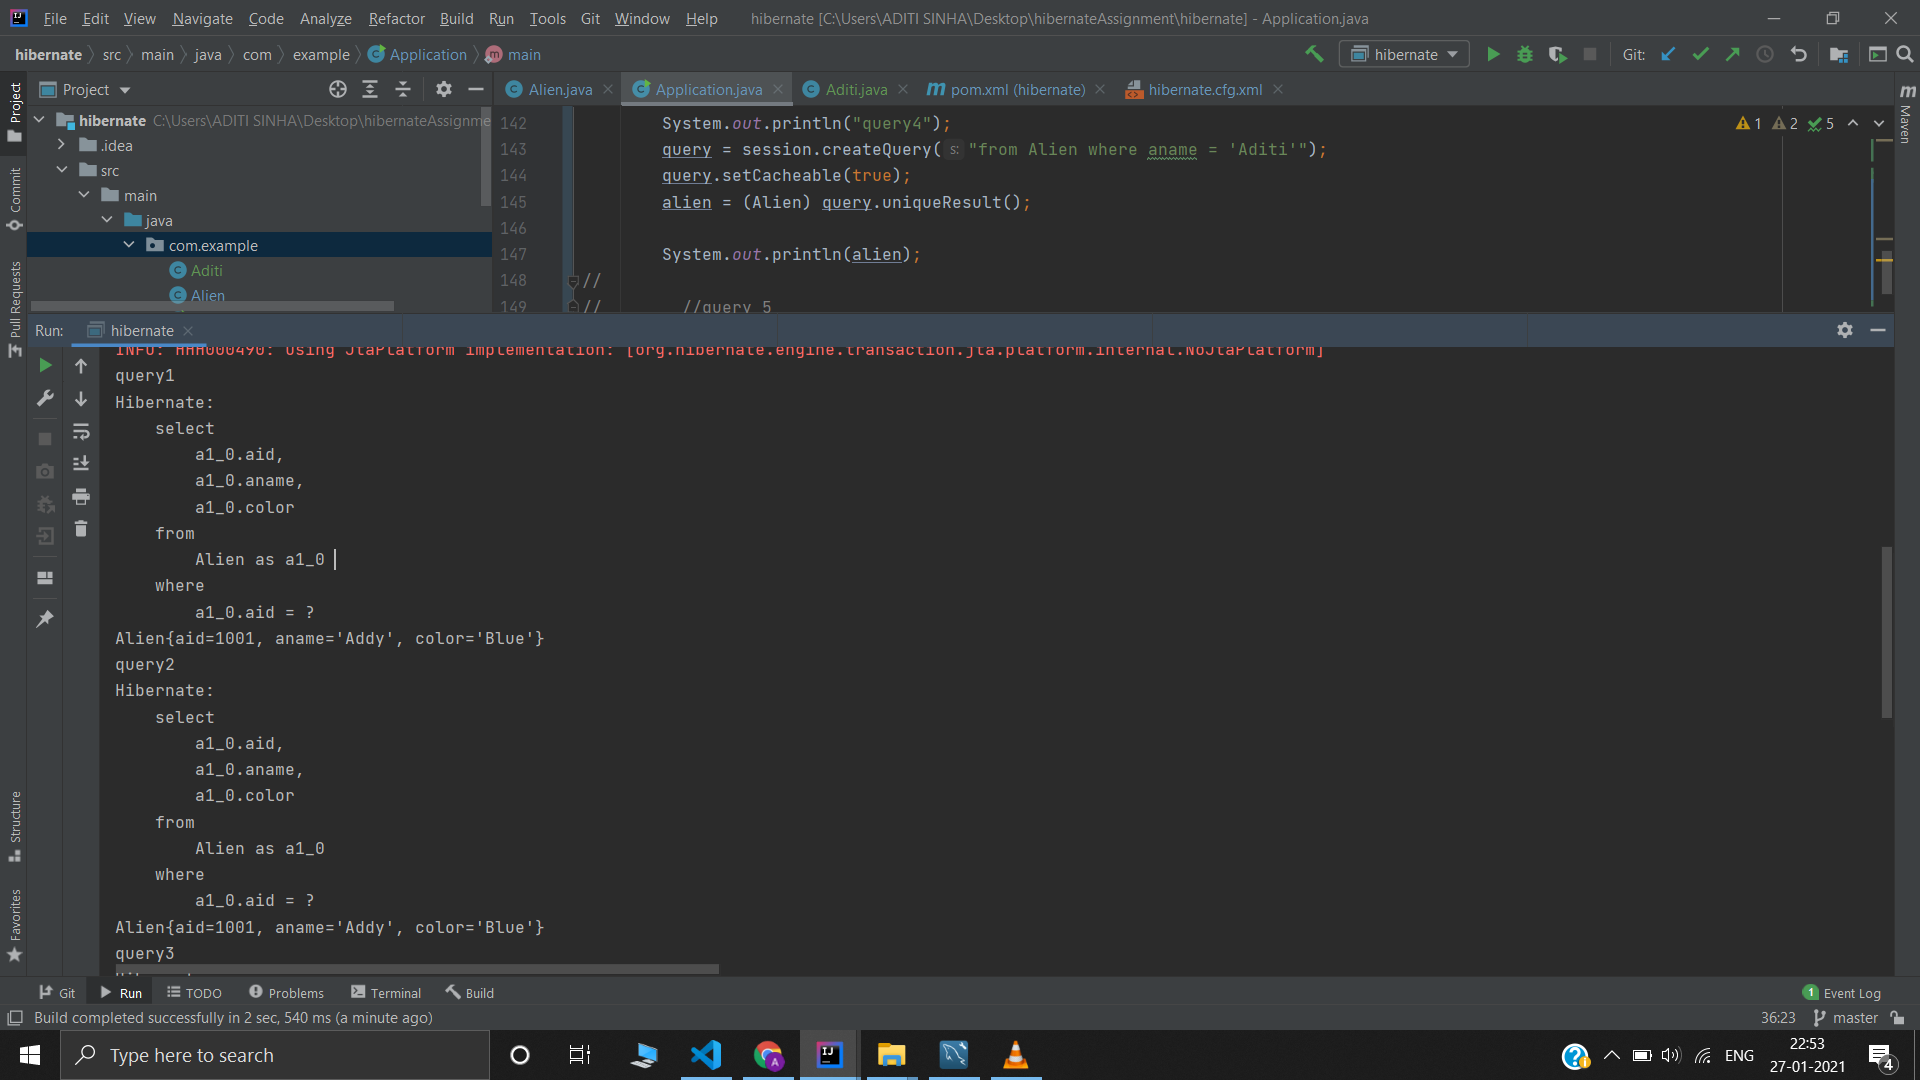 File Edit View Navigate Code Analyze Refactor Build Run Tools Git Window Help hibernate [C:\Users\ADITI SINHA\Desktop\hibernateAssignment\hibernate] - Application.java
hibernate src main java com example Application main hibernate Git:
Project Alien.java Application.java Aditi.java pom.xml (hibernate) hibernate.cfg.xml
hibernate C:\Users\ADITI SINHA\Desktop\hibernateAssignme
.idea
src
main
java
com.example
Aditi
Alien
142 System.out.println("query4");
143 query = session.createQuery( s: "from Alien where aname = 'Aditi'");
144 query.setCacheable(true);
145 alien = (Alien) query.uniqueResult();
146
147 System.out.println(alien);
148 //
149 // //query 5
1 2 5
Project
Commit
Pull Requests
Structure
Favorites
Maven
Run: hibernate
INFO: HHH000490: Using JtaPlatform implementation: [org.hibernate.engine.transaction.jta.platform.internal.NoJtaPlatform]
query1
Hibernate:
select
a1_0.aid,
a1_0.aname,
a1_0.color
from
Alien as a1_0
where
a1_0.aid = ?
Alien{aid=1001, aname='Addy', color='Blue'}
query2
Hibernate:
select
a1_0.aid,
a1_0.aname,
a1_0.color
from
Alien as a1_0
where
a1_0.aid = ?
Alien{aid=1001, aname='Addy', color='Blue'}
query3
Git Run TODO Problems Terminal Build 1 Event Log
Build completed successfully in 2 sec, 540 ms (a minute ago) 36:23 master
Type here to search ENG 22:53
27-01-2021 4